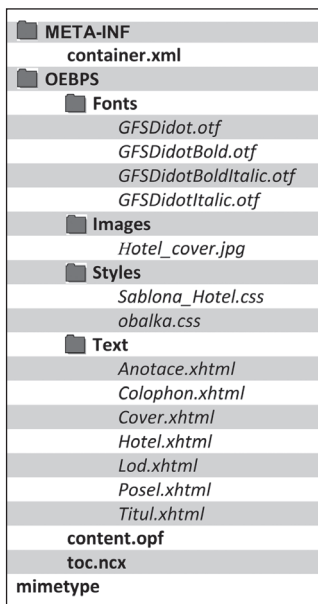 META-INF
container.xml
OEBPS
Fonts
GFSDidot.otf
GFSDidotBold.otf
GFSDidotBoldItalic.otf
GFSDidotItalic.otf
Images
Hotel_cover.jpg
Styles
Sablona_Hotel.css
obalka.css
Text
Anotace.xhtml
Colophon.xhtml
Cover.xhtml
Hotel.xhtml
Lod.xhtml
Posel.xhtml
Titul.xhtml
content.opf
toc.ncx
mimetype